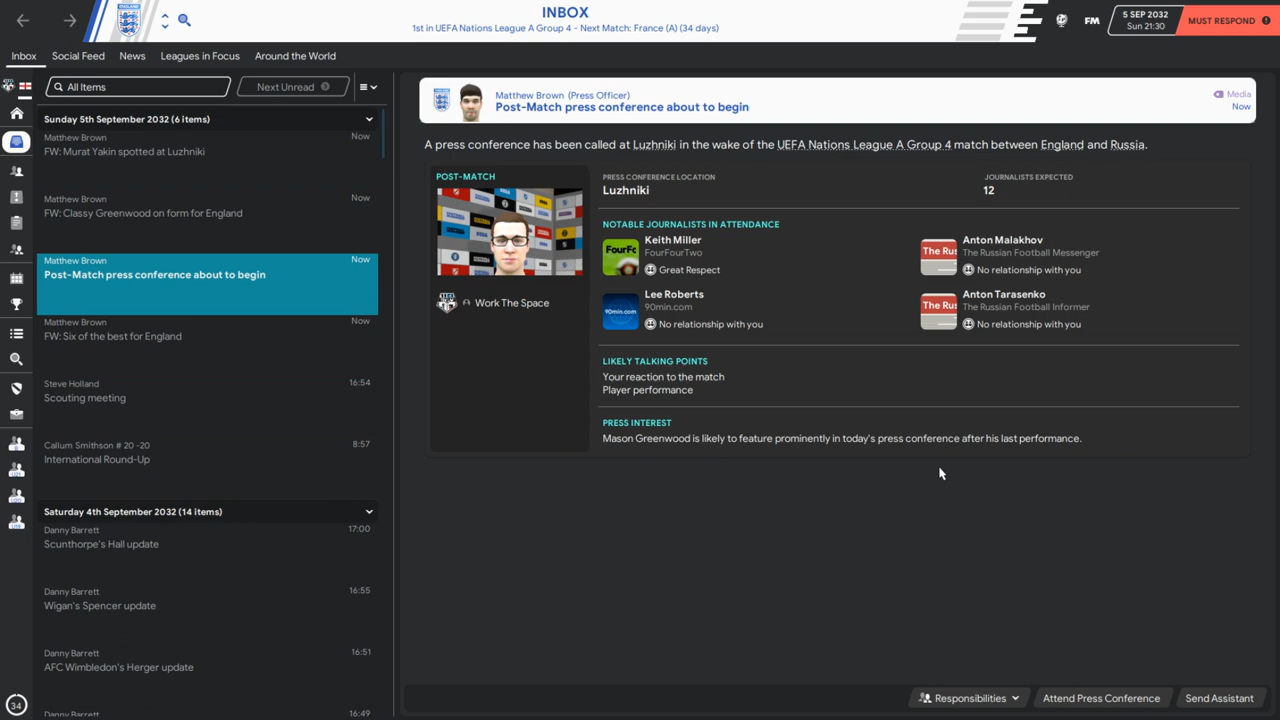 INBOX
1st in UEFA Nations League A Group 4 - Next Match: France (A) (34 days)
FM
5 SEP 2032
Sun 21:30
MUST RESPOND
Inbox
Social Feed
News
Leagues in Focus
Around the World
All Items
Next Unread
Sunday 5th September 2032 (6 items)
Matthew Brown
Now
FW: Murat Yakin spotted at Luzhniki
Matthew Brown
Now
FW: Classy Greenwood on form for England
Matthew Brown
Now
Post-Match press conference about to begin
Matthew Brown
Now
FW: Six of the best for England
Steve Holland
16:54
Scouting meeting
Callum Smithson # 20 -20
8:57
International Round-Up
Saturday 4th September 2032 (14 items)
Danny Barrett
17:00
Scunthorpe's Hall update
Danny Barrett
16:55
Wigan's Spencer update
Danny Barrett
16:51
AFC Wimbledon's Herger update
Danny Barrett
16:49
34
Matthew Brown (Press Officer)
Post-Match press conference about to begin
Media
Now
A press conference has been called at Luzhniki in the wake of the UEFA Nations League A Group 4 match between England and Russia.
POST-MATCH
Work The Space
PRESS CONFERENCE LOCATION
Luzhniki
JOURNALISTS EXPECTED
12
NOTABLE JOURNALISTS IN ATTENDANCE
Keith Miller
FourFourTwo
Great Respect
Anton Malakhov
The Russian Football Messenger
No relationship with you
Lee Roberts
90min.com
No relationship with you
Anton Tarasenko
The Russian Football Informer
No relationship with you
LIKELY TALKING POINTS
Your reaction to the match
Player performance
PRESS INTEREST
Mason Greenwood is likely to feature prominently in today's press conference after his last performance.
Responsibilities
Attend Press Conference
Send Assistant